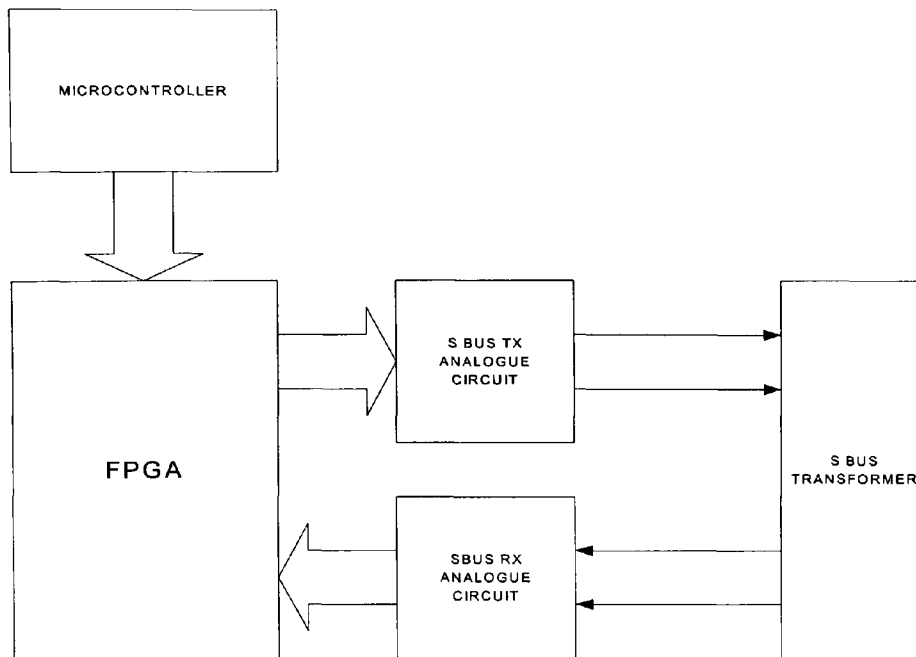 MICROCONTROLLER
S BUS TX
ANALOGUE
CIRCUIT
FPGA
S BUS
TRANSFORMER
SBUS RX
ANALOGUE
CIRCUIT